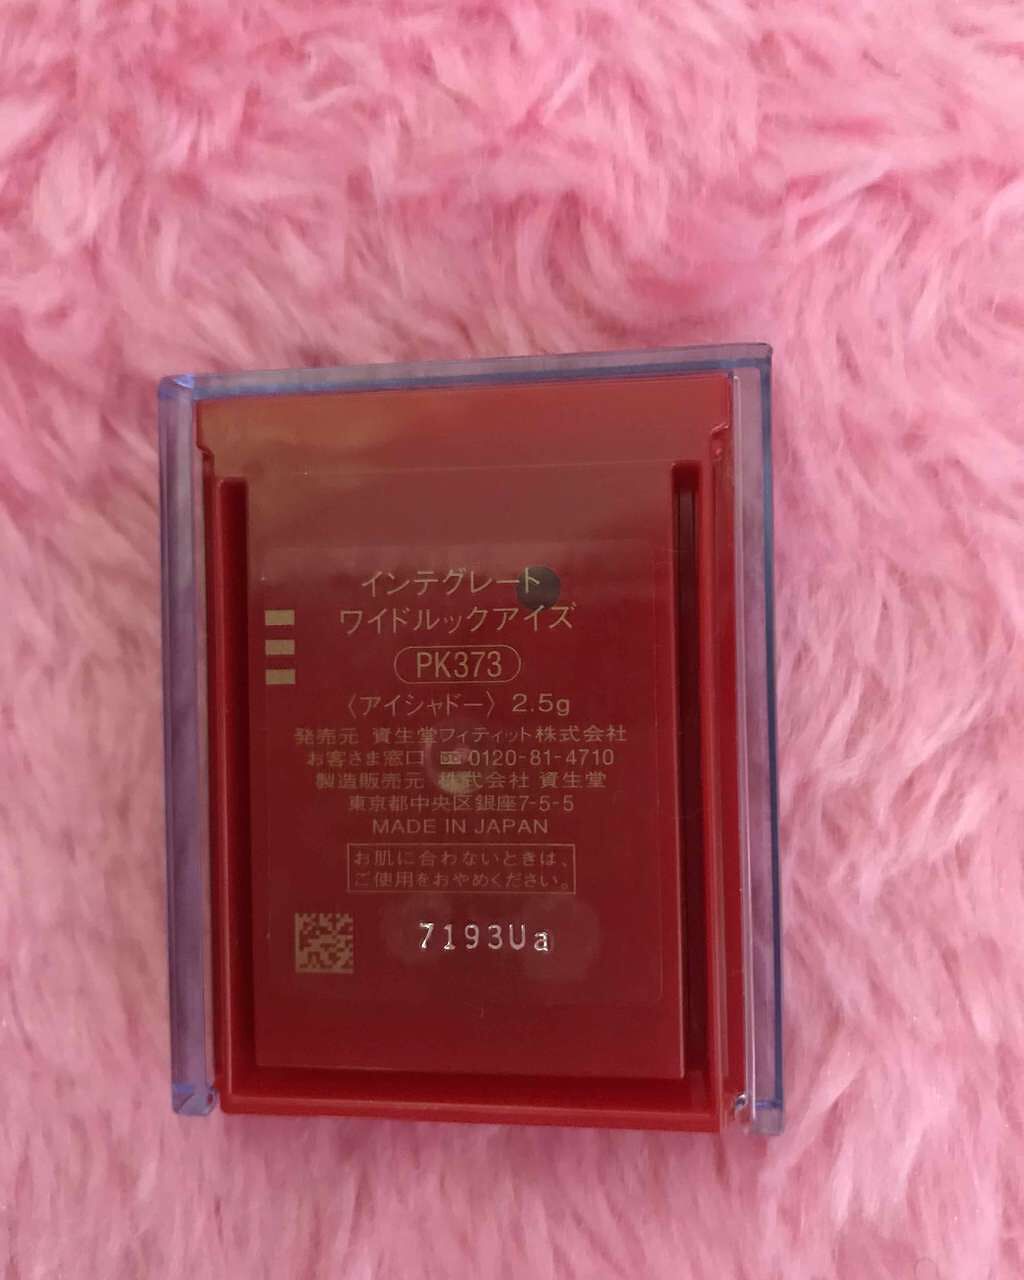 インテグレート
ワイドルックアイズ
PK373
〈アイシャドー〉2.5g
発売元 資生堂フィティット株式会社
お客さま窓口 0120-81-4710
製造販売元 株式会社 資生堂
東京都中央区銀座7-5-5
MADE IN JAPAN
お肌に合わないときは、
ご使用をおやめください。
7193Ua